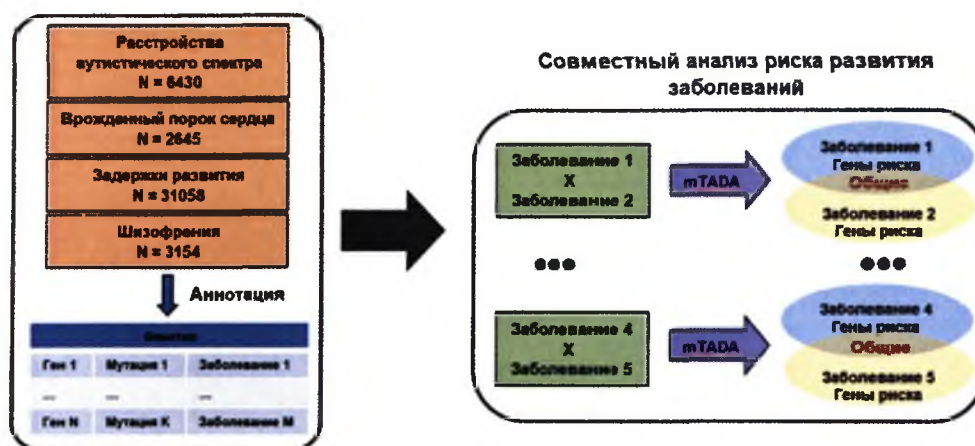 Расстройства
аутистического спектра
N = 6430
Врожденный порок сердца
N = 2645
Задержки развития
N = 31058
Шизофрения
N = 3154
Аннотация
Ген 1 Мутация 1 Заболевание 1
... ... ...
Ген N Мутация K Заболевание M
Совместный анализ риска развития
заболеваний
Заболевание 1
X
Заболевание 2
mTADA
Заболевание 1
Гены риска
Общие
Заболевание 2
Гены риска
●●● ●●●
Заболевание 4
X
Заболевание 5
mTADA
Заболевание 4
Гены риска
Общие
Заболевание 5
Гены риска